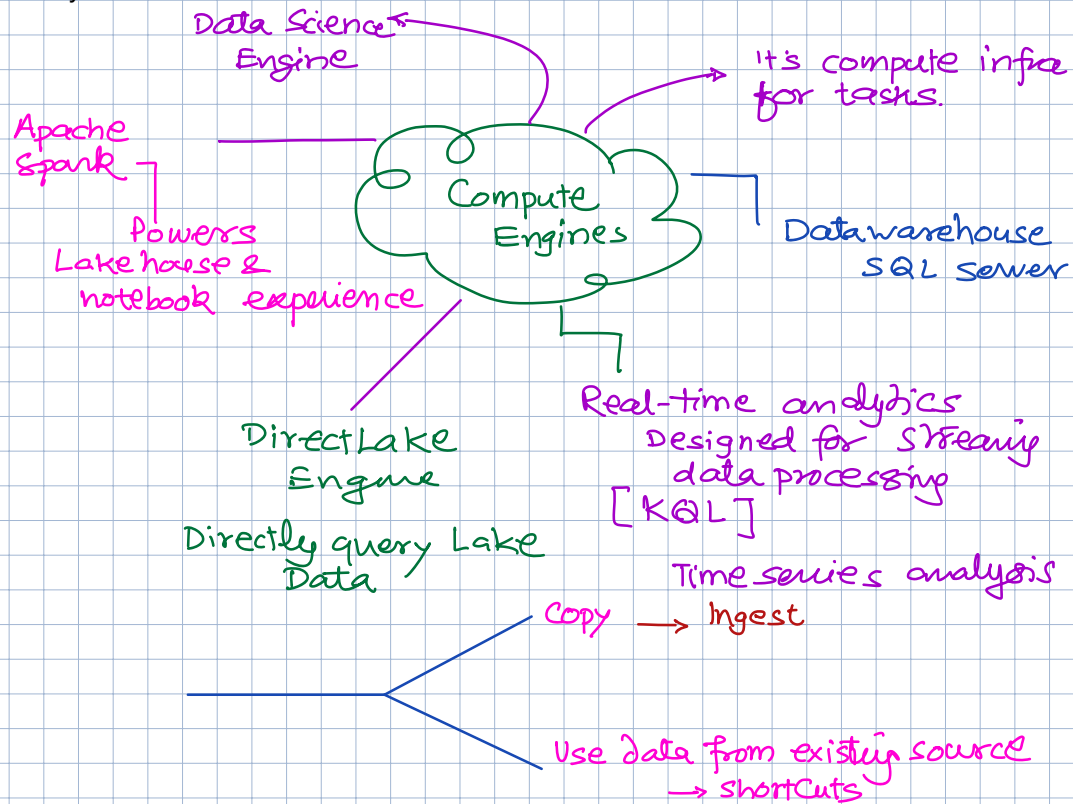 Data Science
Engine
It's compute infra
for tasks.
Apache
Spark
Powers
Lakehouse &
notebook experience
Compute
Engines
Datawarehouse
SQL server
DirectLake
Engine
Directly query Lake
Data
Real-time analytics
Designed for streaming
data processing
[KQL]
Time series analysis
Copy → Ingest
Use data from existing source
→ shortCuts